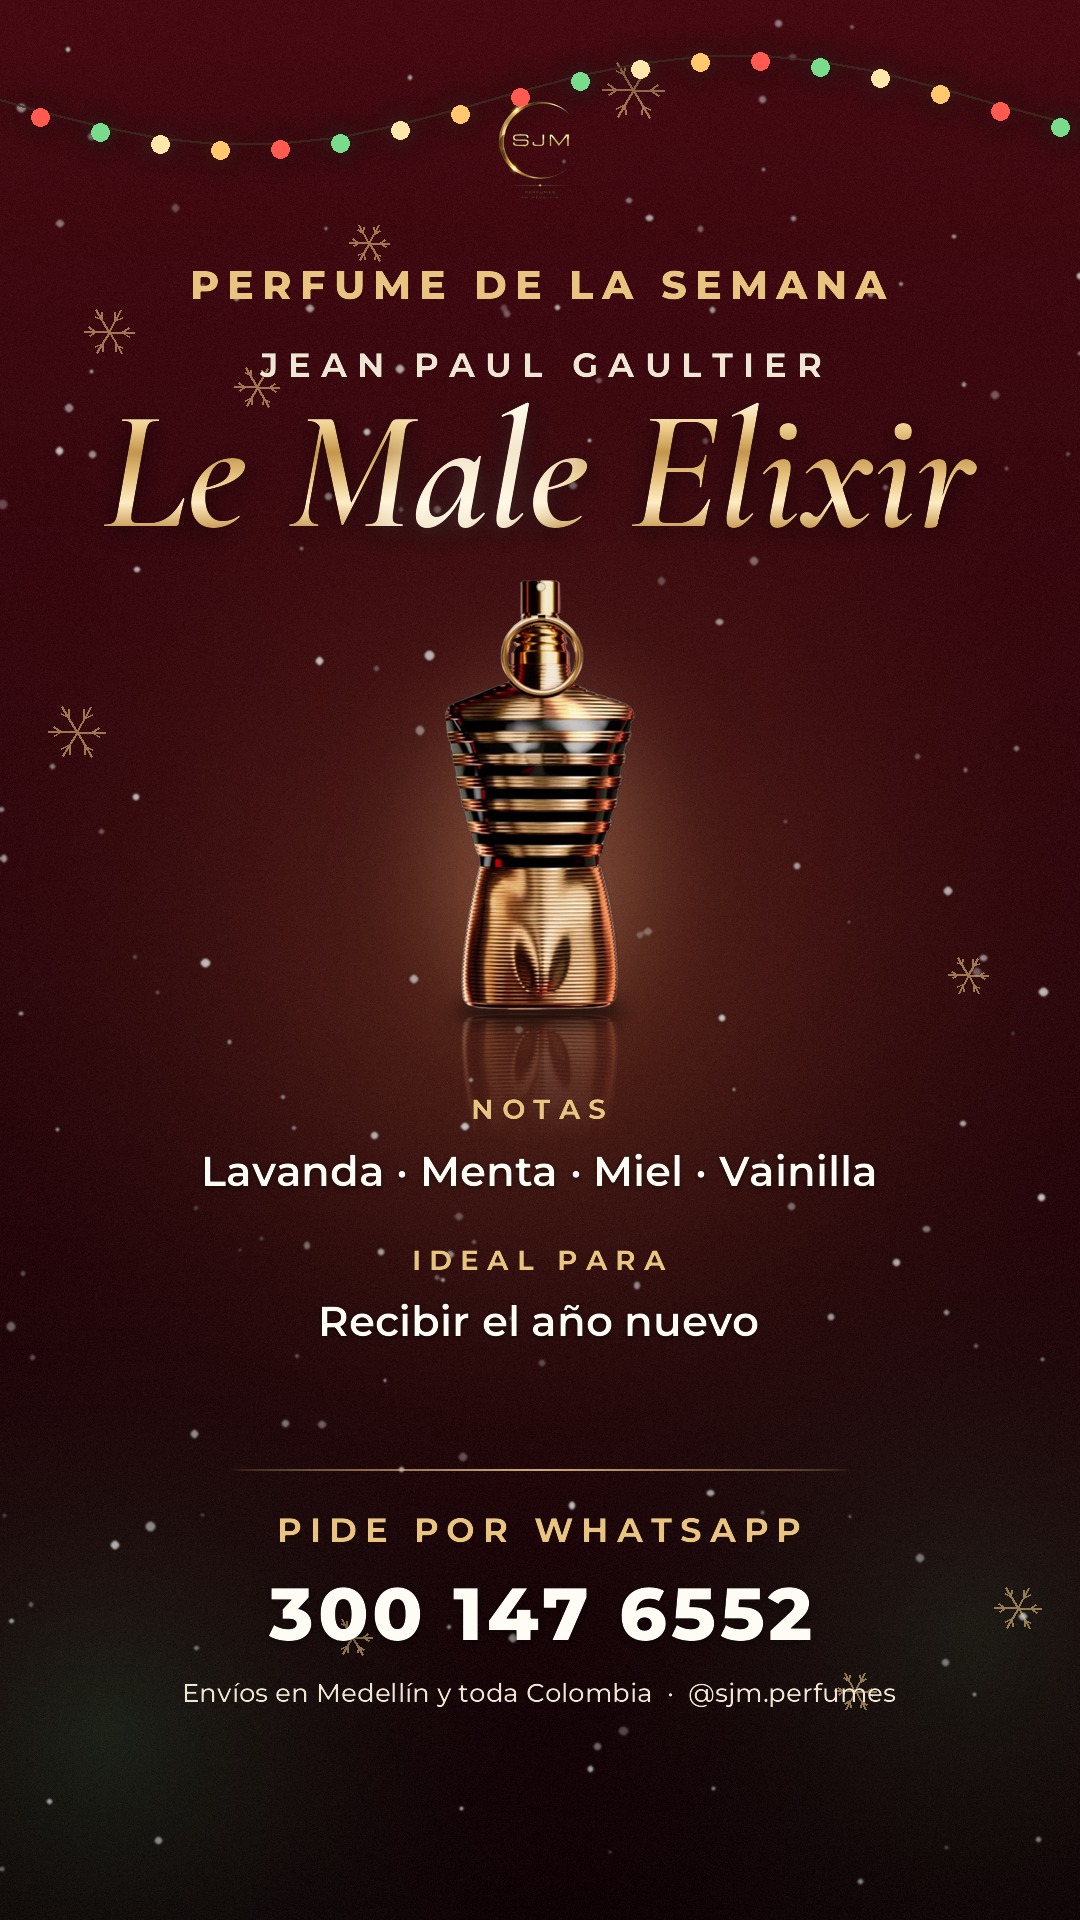 SJM
PERFUME DE LA SEMANA
JEAN PAUL GAULTIER
Le Male Elixir
NOTAS
Lavanda · Menta · Miel · Vainilla
IDEAL PARA
Recibir el año nuevo
PIDE POR WHATSAPP
300 147 6552
Envíos en Medellín y toda Colombia · @sjm.perfumes